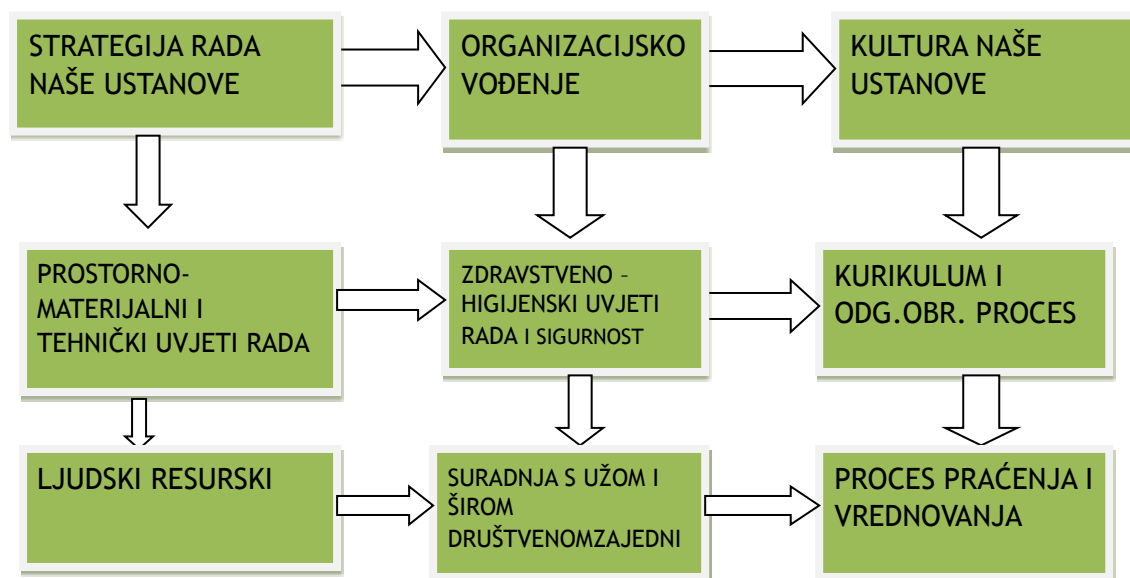 STRATEGIJA RADA
NAŠE USTANOVE
ORGANIZACIJSKO
VOĐENJE
KULTURA NAŠE
USTANOVE
PROSTORNO-
MATERIJALNI I
TEHNIČKI UVJETI RADA
ZDRAVSTVENO –
HIGIJENSKI UVJETI
RADA I SIGURNOST
KURIKULUM I
ODG.OBR. PROCES
LJUDSKI RESURSKI
SURADNJA S UŽOM I
ŠIROM
DRUŠTVENOMZAJEDNI
PROCES PRAĆENJA I
VREDNOVANJA